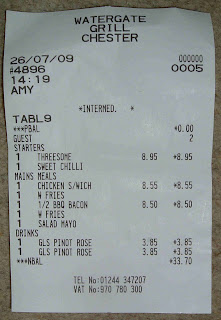 WATERGATE
GRILL
CHESTER
26/07/09 000000
#4896 0005
14:19
AMY
*INTERMED. *
TABL9
***PBAL *0.00
GUEST 2
STARTERS
1 THREESOME 8.95 *8.95
1 SWEET CHILLI
MAINS MEALS
1 CHICKEN S/WICH 8.55 *8.55
1 W FRIES
1 1/2 BBQ BACON 8.50 *8.50
1 W FRIES
1 SALAD MAYO
DRINKS
1 GLS PINOT ROSE 3.85 *3.85
1 GLS PINOT ROSE 3.85 *3.85
***NBAL *33.70
TEL No:01244 347207
VAT No:970 760 300